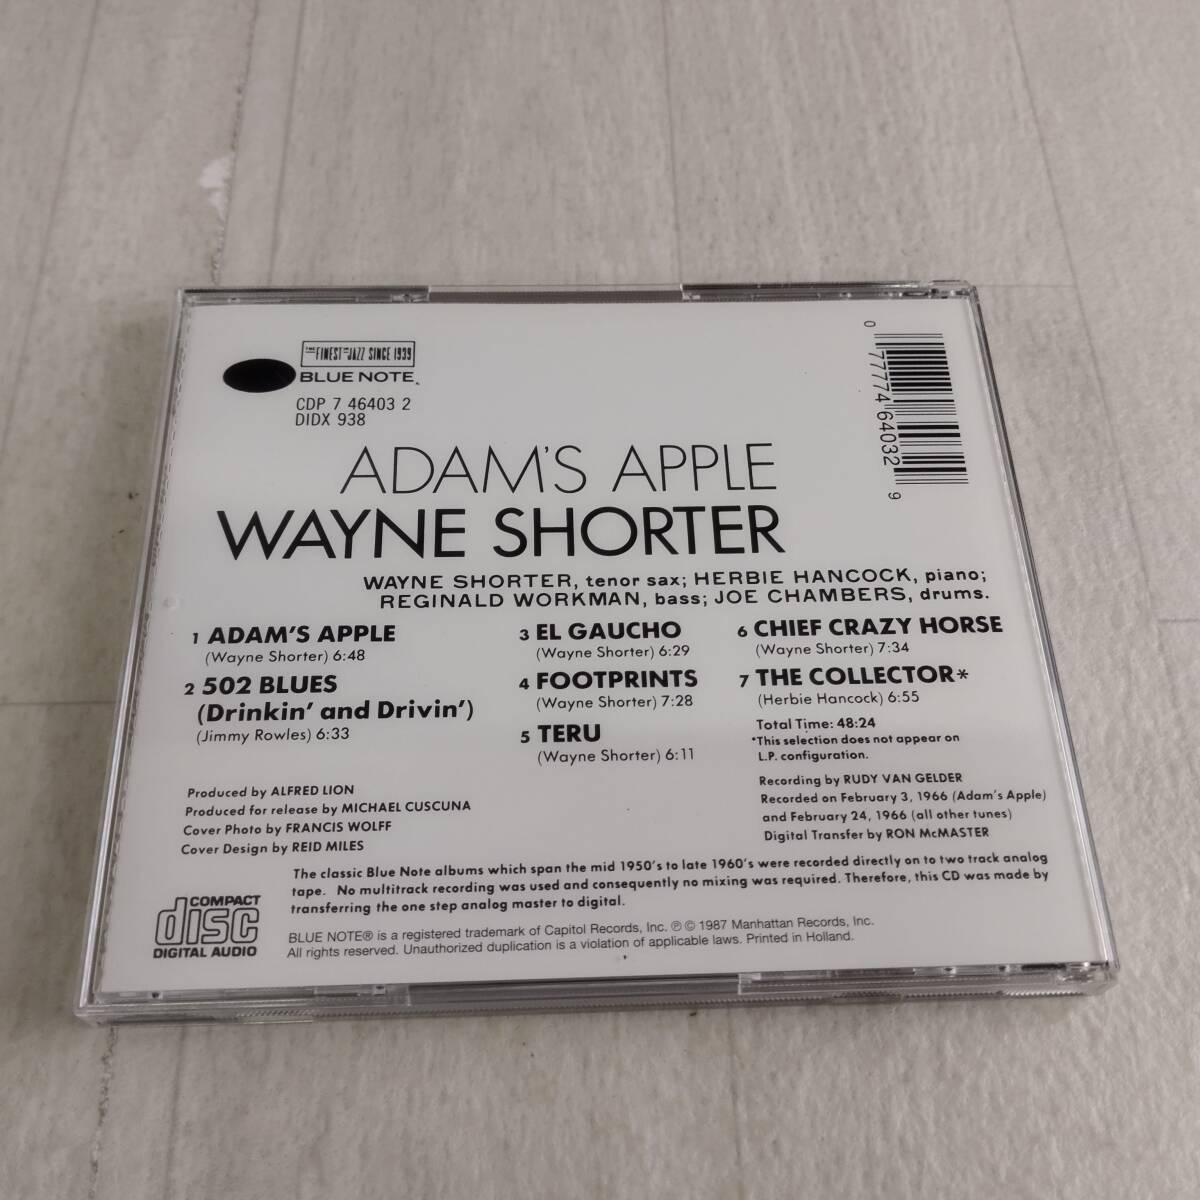 THE FINEST IN JAZZ SINCE 1939
BLUE NOTE
CDP 7 46403 2
DIDX 938
0 77774 64032 9
ADAM'S APPLE
WAYNE SHORTER
WAYNE SHORTER, tenor sax; HERBIE HANCOCK, piano;
REGINALD WORKMAN, bass; JOE CHAMBERS, drums.
1 ADAM'S APPLE
(Wayne Shorter) 6:48
2 502 BLUES
(Drinkin' and Drivin')
(Jimmy Rowles) 6:33
3 EL GAUCHO
(Wayne Shorter) 6:29
4 FOOTPRINTS
(Wayne Shorter) 7:28
5 TERU
(Wayne Shorter) 6:11
6 CHIEF CRAZY HORSE
(Wayne Shorter) 7:34
7 THE COLLECTOR*
(Herbie Hancock) 6:55
Total Time: 48:24
*This selection does not appear on
L.P. configuration.
Produced by ALFRED LION
Produced for release by MICHAEL CUSCUNA
Cover Photo by FRANCIS WOLFF
Cover Design by REID MILES
Recording by RUDY VAN GELDER
Recorded on February 3, 1966 (Adam's Apple)
and February 24, 1966 (all other tunes)
Digital Transfer by RON McMASTER
The classic Blue Note albums which span the mid 1950's to late 1960's were recorded directly on to two track analog
tape. No multitrack recording was used and consequently no mixing was required. Therefore, this CD was made by
transferring the one step analog master to digital.
COMPACT
disc
DIGITAL AUDIO
BLUE NOTE® is a registered trademark of Capitol Records, Inc. ℗ © 1987 Manhattan Records, Inc.
All rights reserved. Unauthorized duplication is a violation of applicable laws. Printed in Holland.